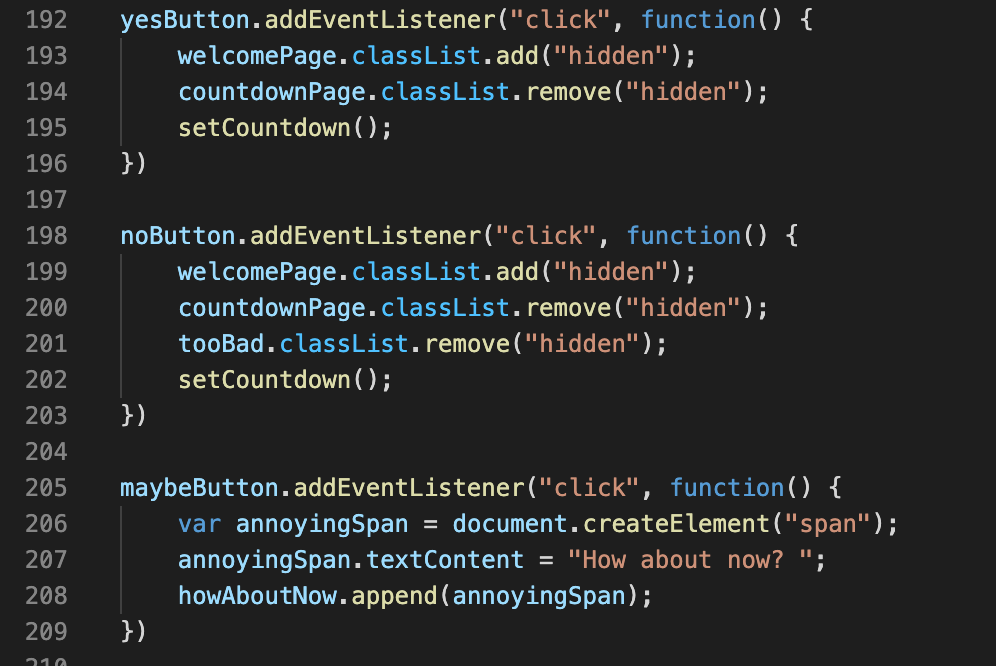 192 yesButton.addEventListener("click", function() {
193     welcomePage.classList.add("hidden");
194     countdownPage.classList.remove("hidden");
195     setCountdown();
196 })
197
198 noButton.addEventListener("click", function() {
199     welcomePage.classList.add("hidden");
200     countdownPage.classList.remove("hidden");
201     tooBad.classList.remove("hidden");
202     setCountdown();
203 })
204
205 maybeButton.addEventListener("click", function() {
206     var annoyingSpan = document.createElement("span");
207     annoyingSpan.textContent = "How about now? ";
208     howAboutNow.append(annoyingSpan);
209 })
210